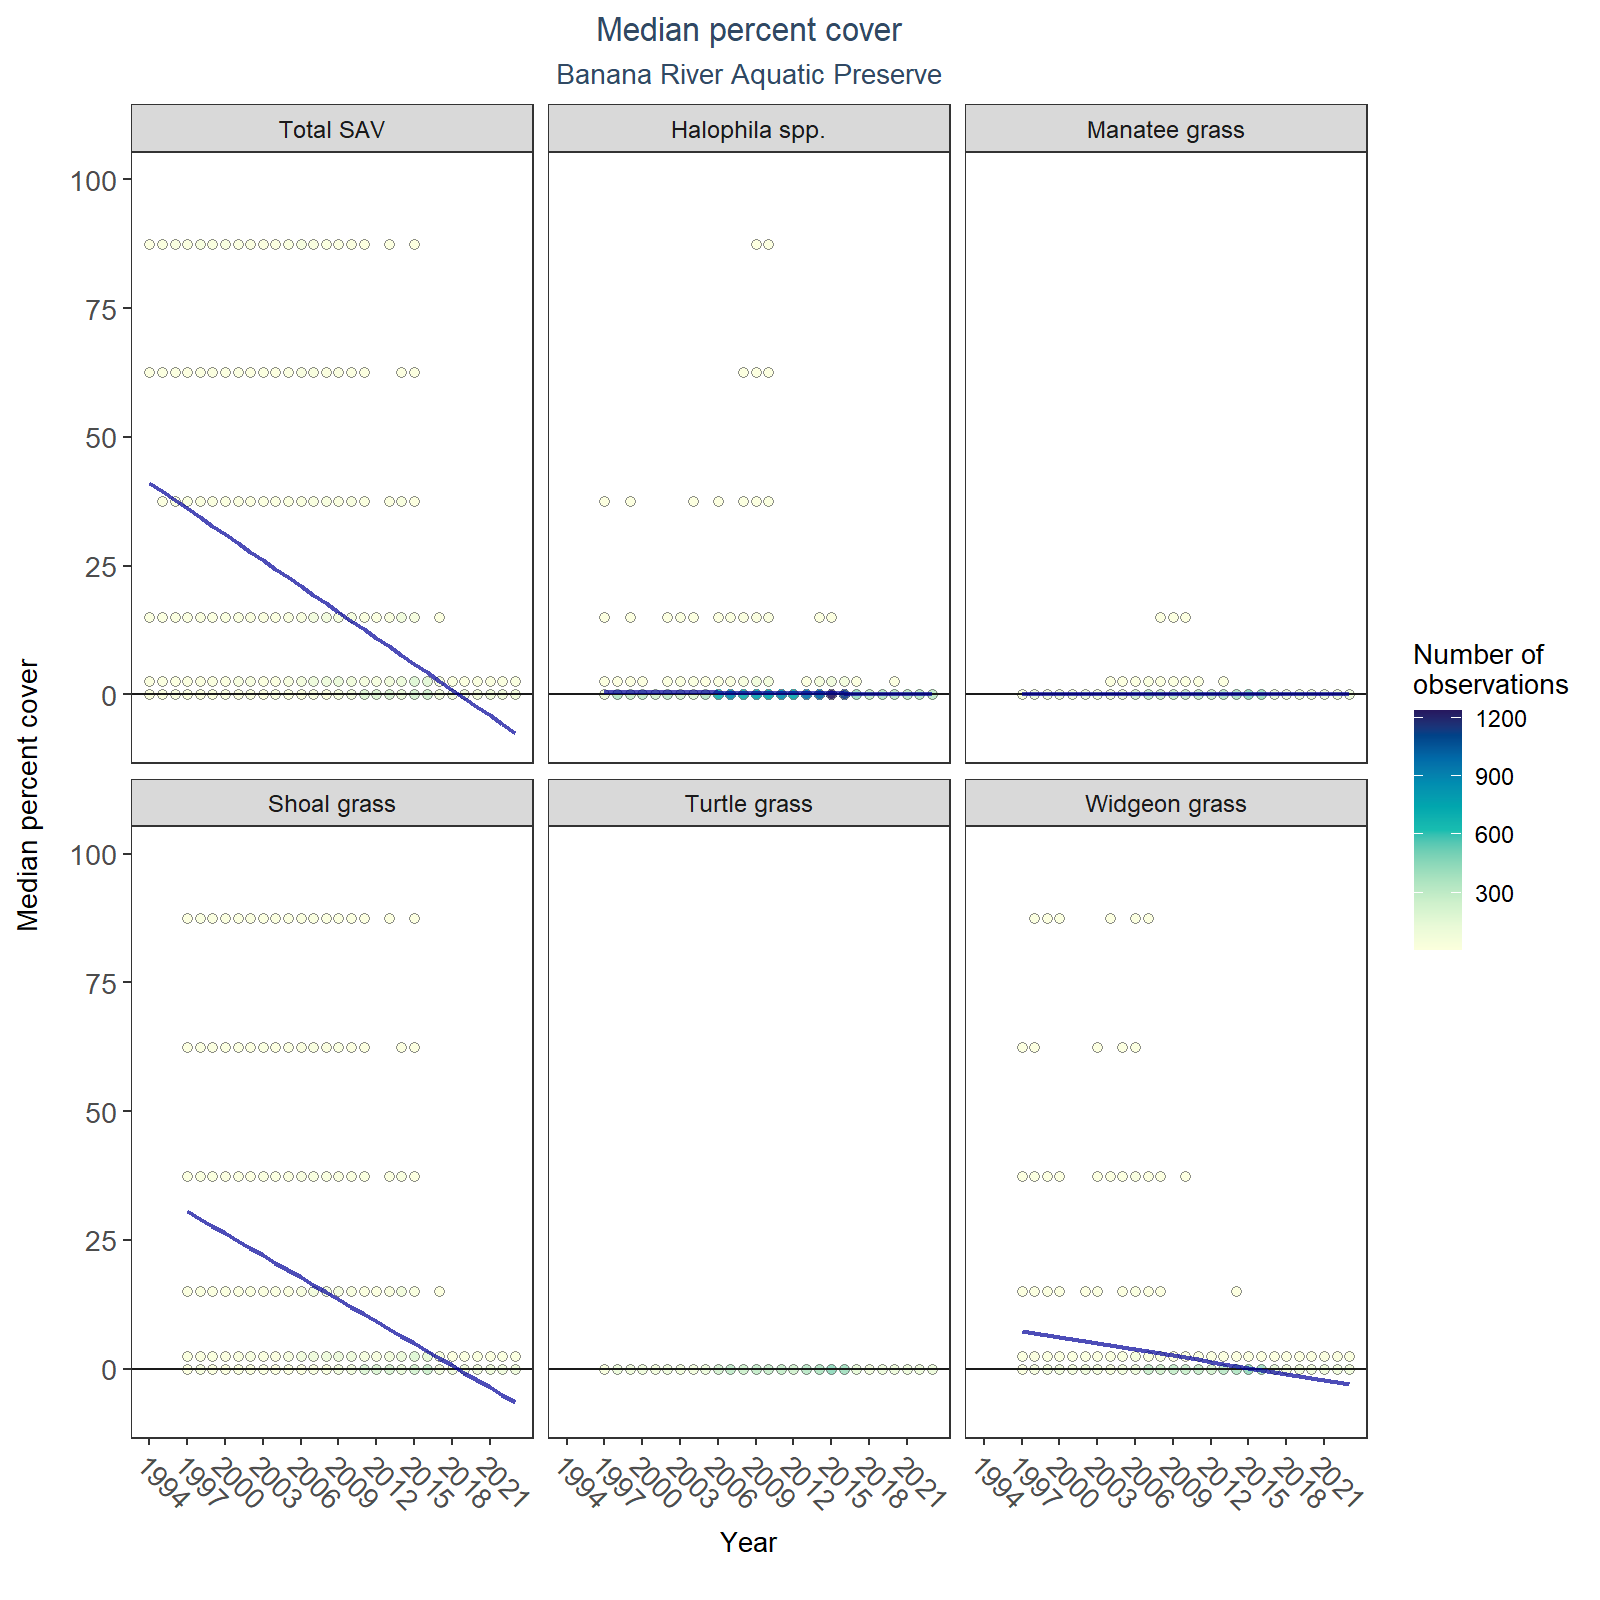 Median percent cover
Banana River Aquatic Preserve
Total SAV
Halophila spp.
Manatee grass
100
75
50
25
0
Shoal grass
Turtle grass
Widgeon grass
100
75
50
25
0
Median percent cover
1994 1997 2000 2003 2006 2009 2012 2015 2018 2021
1994 1997 2000 2003 2006 2009 2012 2015 2018 2021
1994 1997 2000 2003 2006 2009 2012 2015 2018 2021
Year
Number of
observations
1200
900
600
300